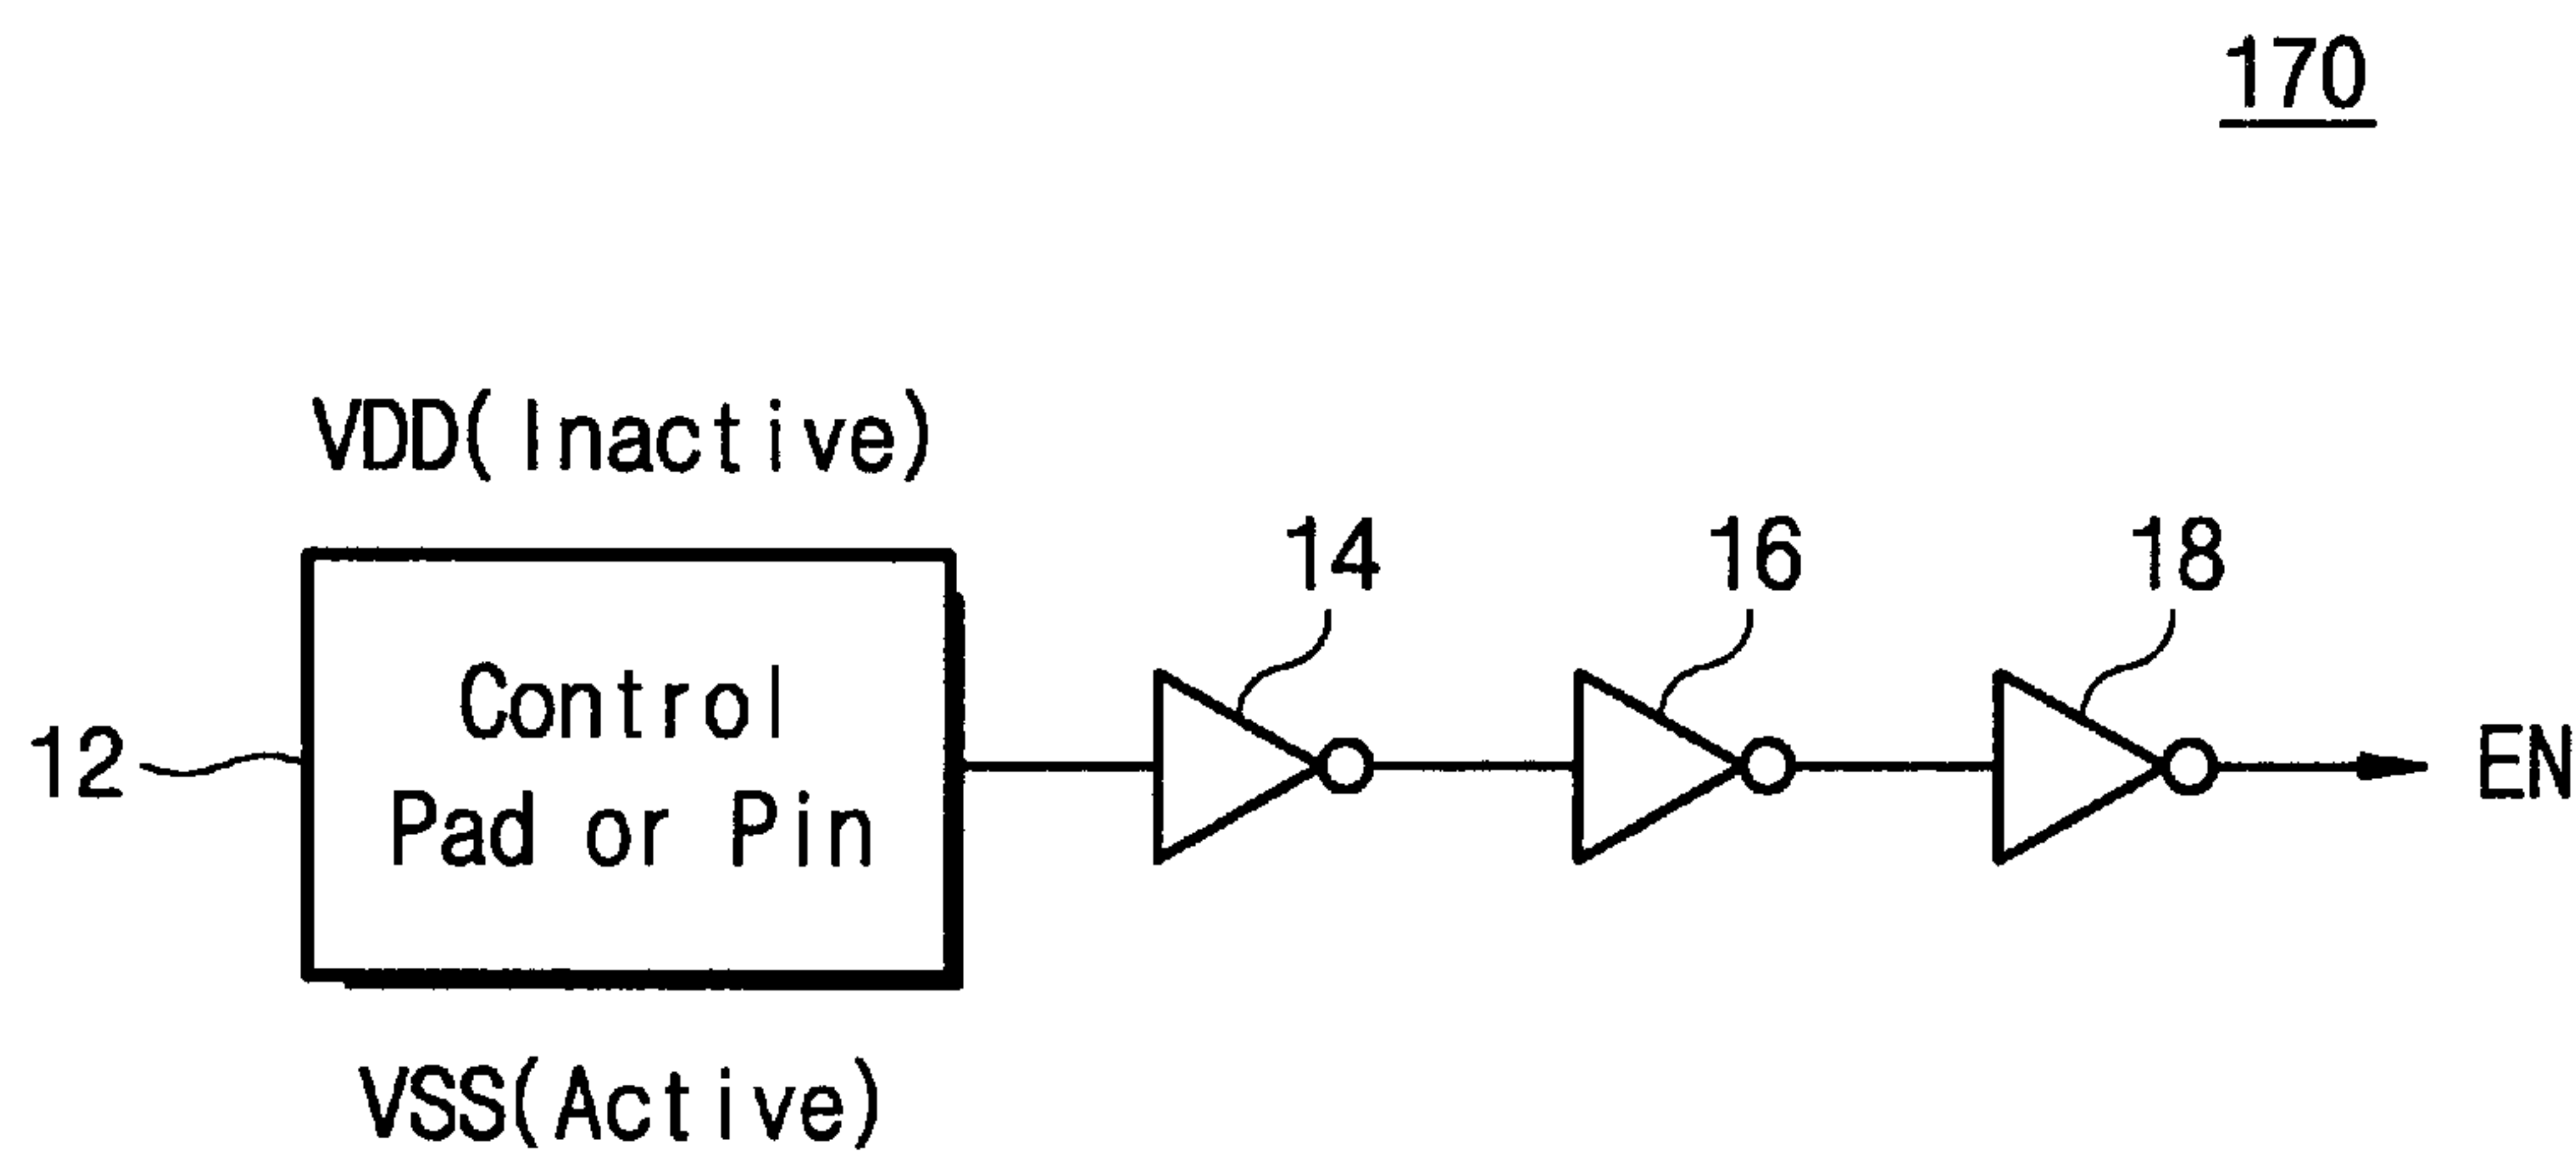 170
VDD(Inactive)
14
16
18
Control
12
Pad or Pin
EN
VSS(Active)